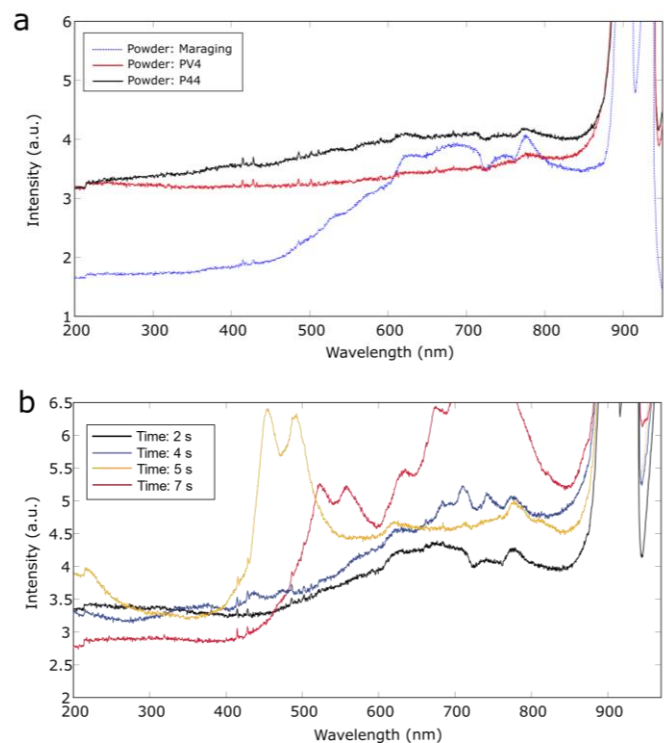 a
6
5
4
3
2
1
Intensity (a.u.)
Powder: Maraging
Powder: PV4
Powder: P44
200 300 400 500 600 700 800 900
Wavelength (nm)
b
6.5
6
5.5
5
4.5
4
3.5
3
2.5
2
Intensity (a.u.)
Time: 2 s
Time: 4 s
Time: 5 s
Time: 7 s
200 300 400 500 600 700 800 900
Wavelength (nm)